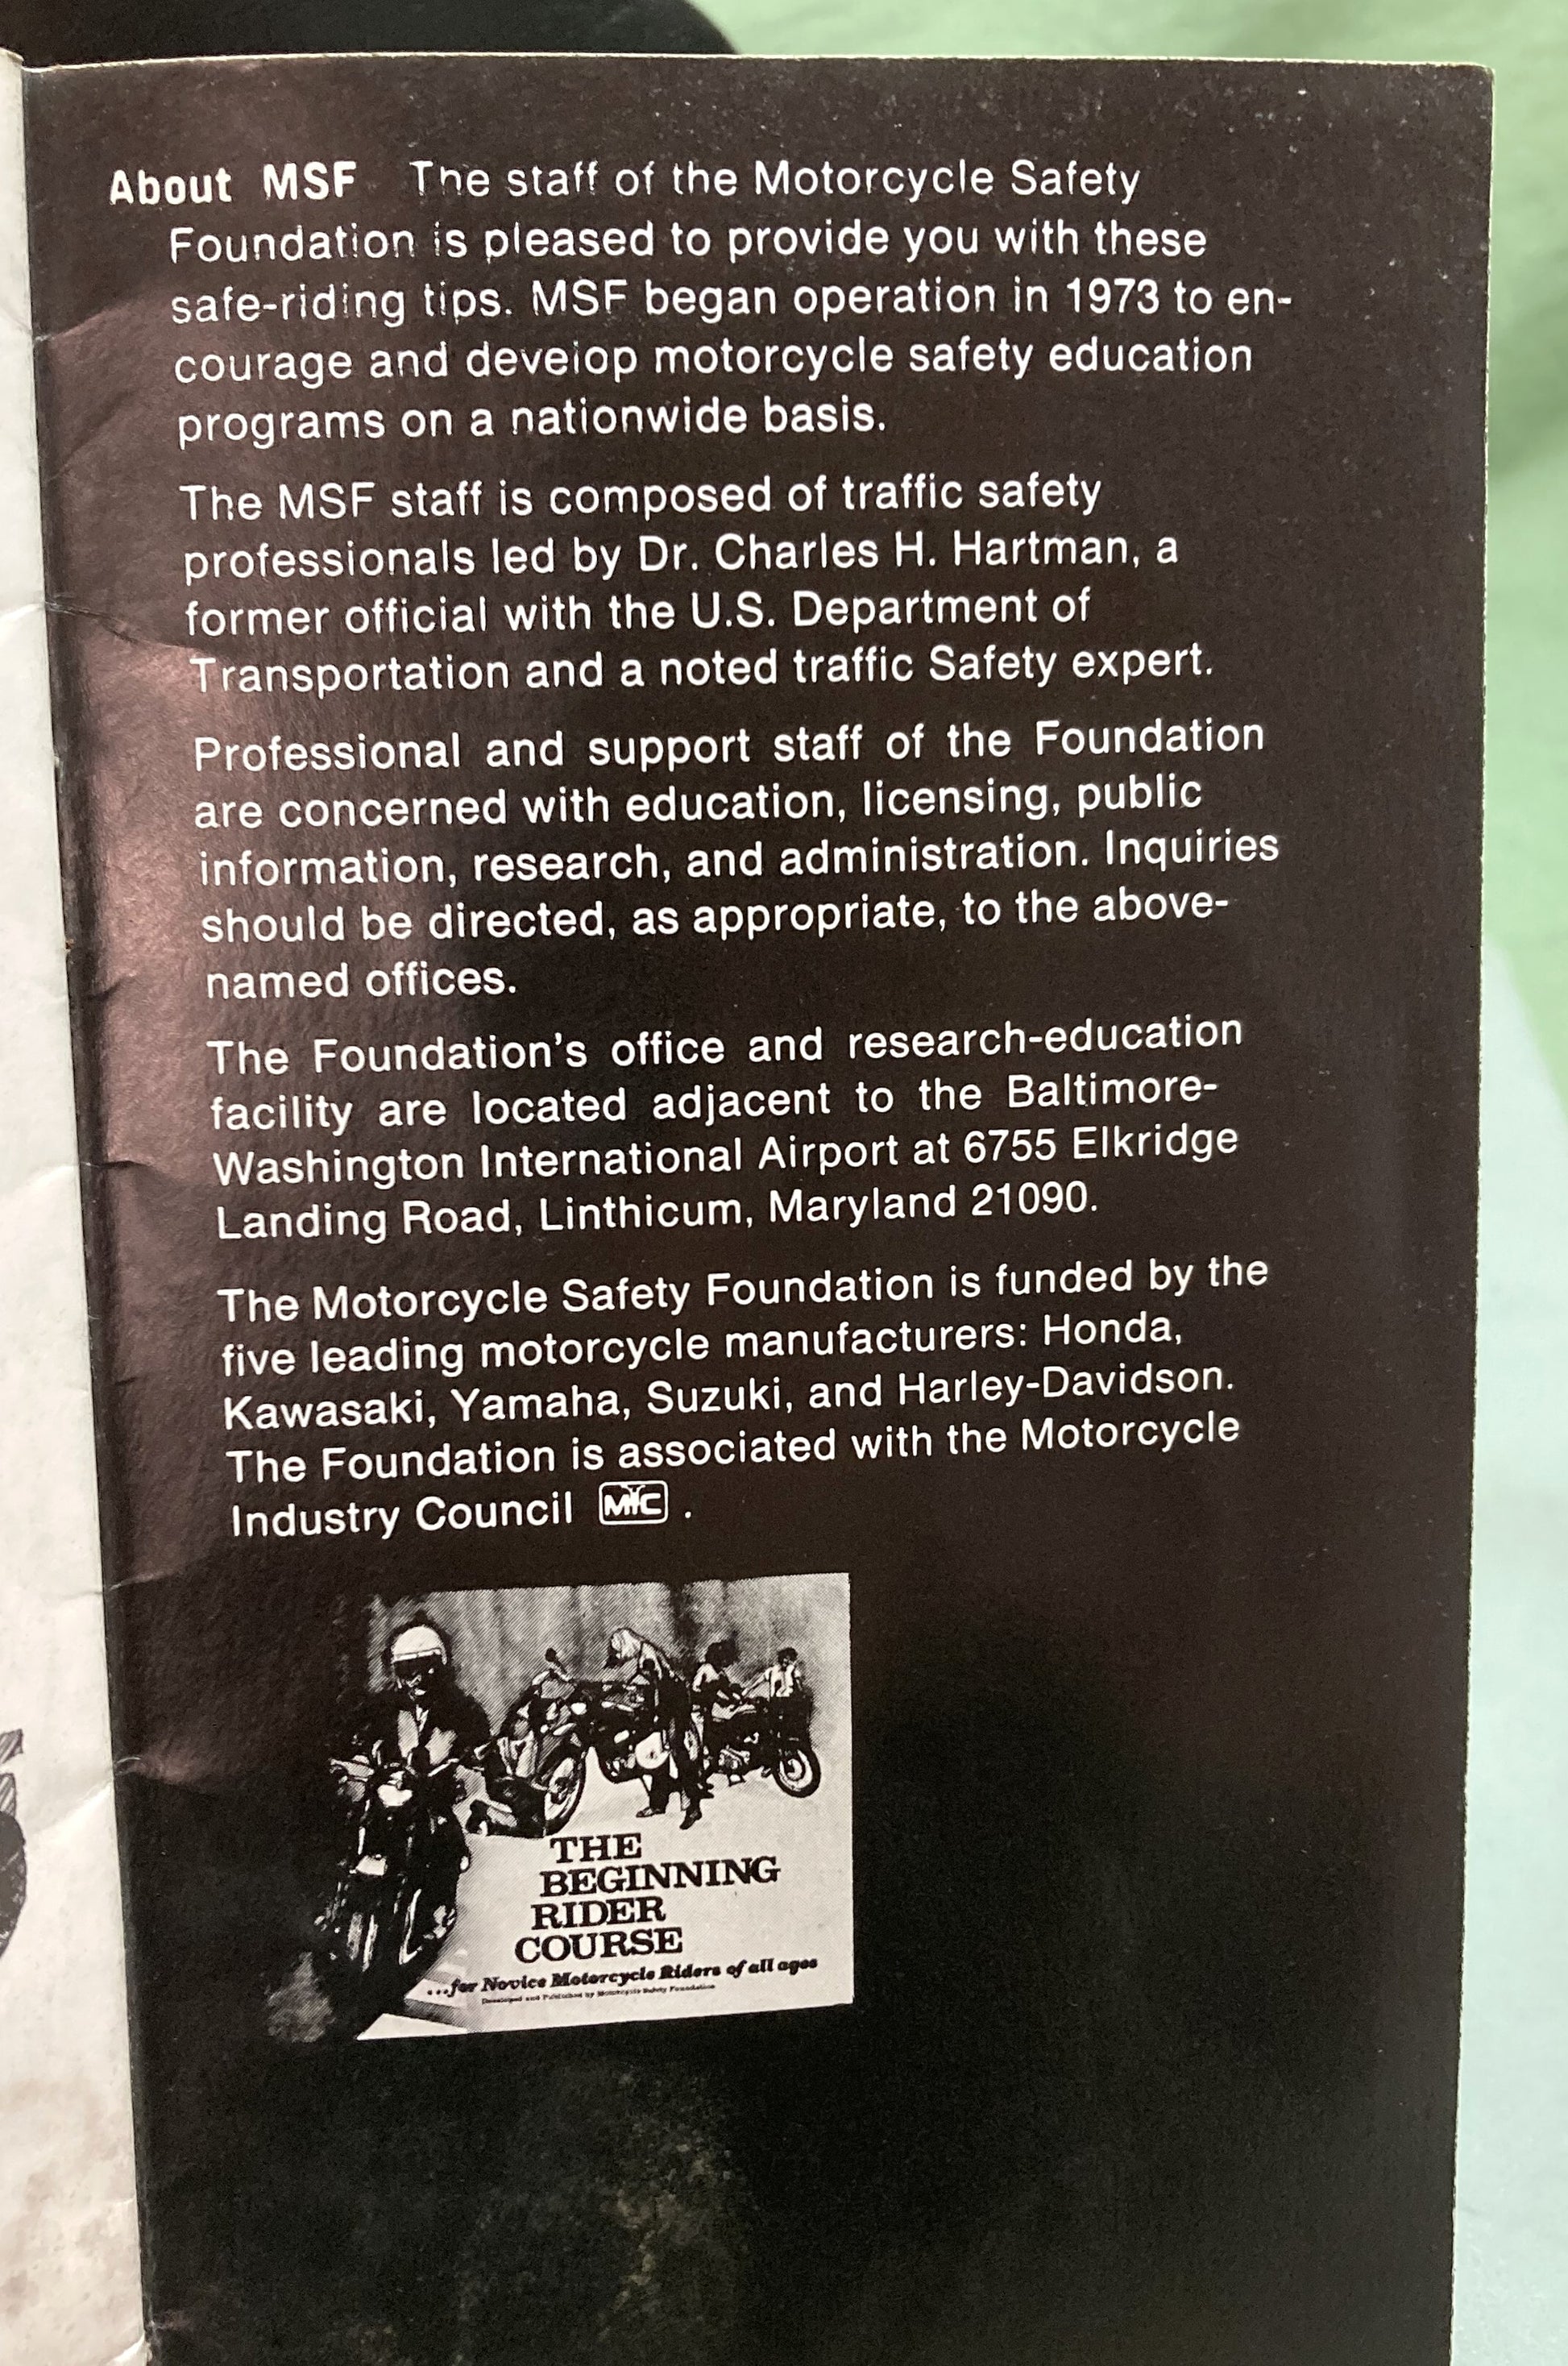 About MSF The staff of the Motorcycle Safety
Foundation is pleased to provide you with these
safe-riding tips. MSF began operation in 1973 to en-
courage and develop motorcycle safety education
programs on a nationwide basis.
The MSF staff is composed of traffic safety
professionals led by Dr. Charles H. Hartman, a
former official with the U.S. Department of
Transportation and a noted traffic Safety expert.
Professional and support staff of the Foundation
are concerned with education, licensing, public
information, research, and administration. Inquiries
should be directed, as appropriate, to the above-
named offices.
The Foundation's office and research-education
facility are located adjacent to the Baltimore-
Washington International Airport at 6755 Elkridge
Landing Road, Linthicum, Maryland 21090.
The Motorcycle Safety Foundation is funded by the
five leading motorcycle manufacturers: Honda,
Kawasaki, Yamaha, Suzuki, and Harley-Davidson.
The Foundation is associated with the Motorcycle
Industry Council MIC .
THE
BEGINNING
RIDER
COURSE
...for Novice Motorcycle Riders of all ages
Developed and Published by Motorcycle Safety Foundation